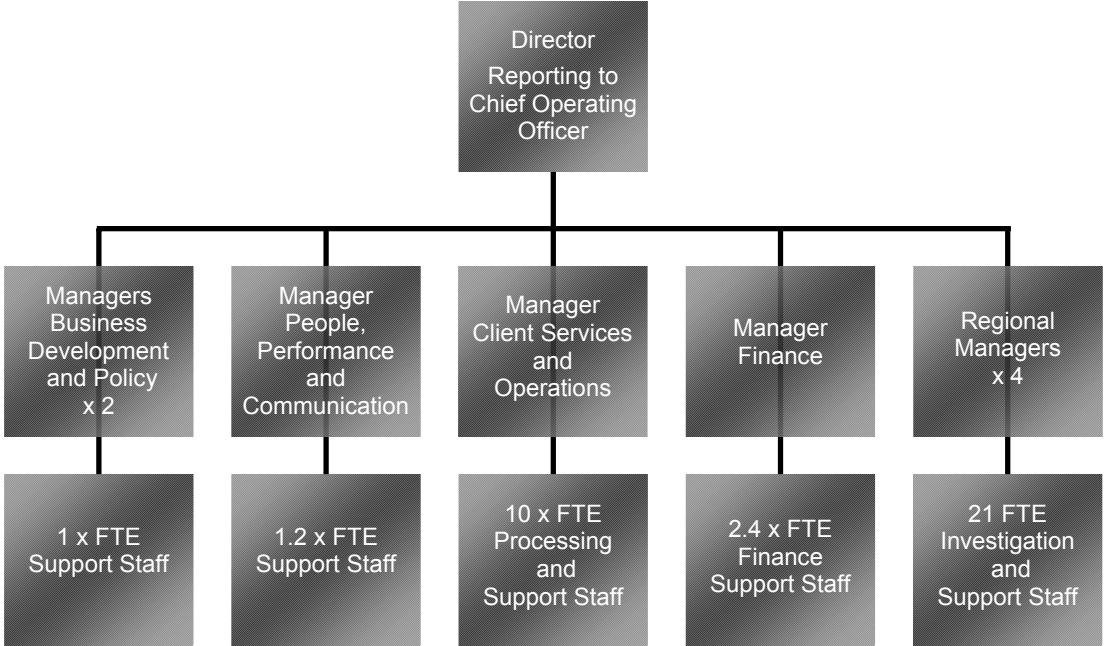 Director
Reporting to
Chief Operating
Officer
Managers
Business
Development
and Policy
x 2
Manager
People,
Performance
and
Communication
Manager
Client Services
and
Operations
Manager
Finance
Regional
Managers
x 4
1 x FTE
Support Staff
1.2 x FTE
Support Staff
10 x FTE
Processing
and
Support Staff
2.4 x FTE
Finance
Support Staff
21 FTE
Investigation
and
Support Staff